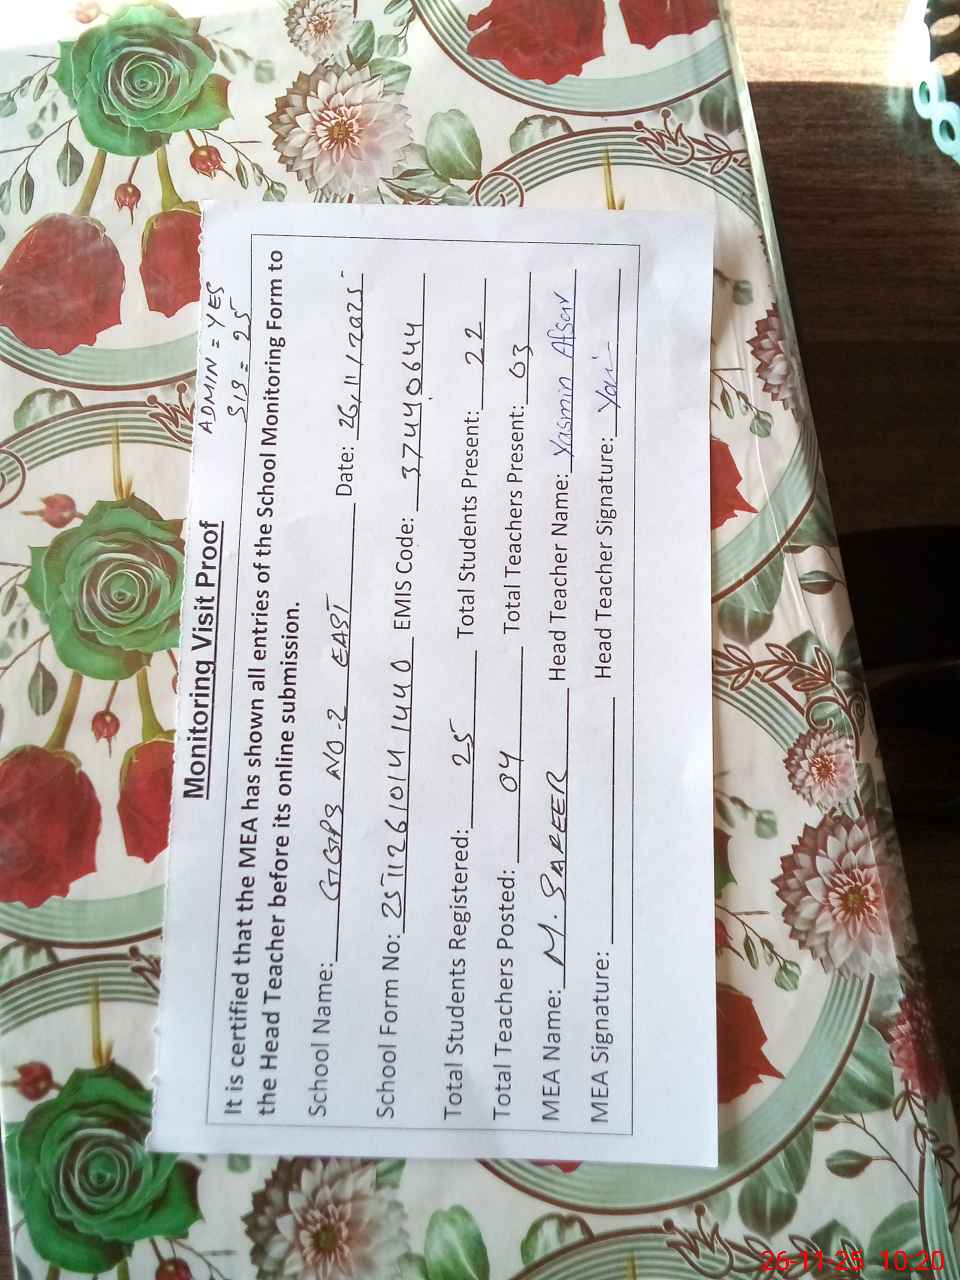 ADMIN = YES
SIS = 25
Monitoring Visit Proof
It is certified that the MEA has shown all entries of the School Monitoring Form to
the Head Teacher before its online submission.
School Name: GGPS NO-2 EAST Date: 26,11,2025
School Form No: 25112610141440 EMIS Code: 37440644
Total Students Registered: 25 Total Students Present: 22
Total Teachers Posted: 04 Total Teachers Present: 03
MEA Name: M. SAREER Head Teacher Name: Yasmin Afsar
MEA Signature: Head Teacher Signature:
26-11-25 10:20